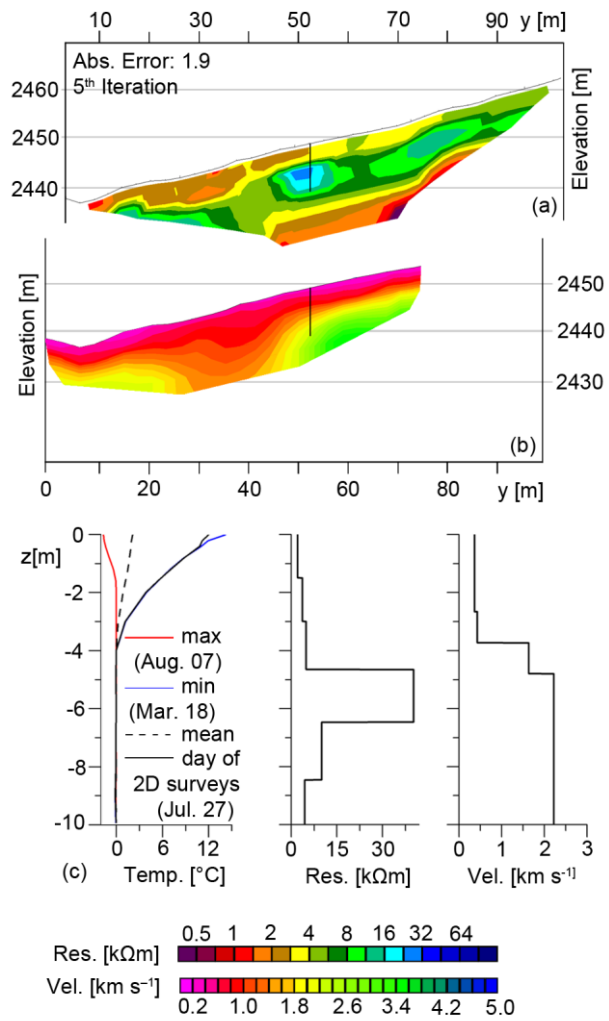 10 30 50 70 90 y [m]
Abs. Error: 1.9
5th Iteration
2460
2450
2440
Elevation [m]
(a)
Elevation [m]
2450
2440
2430
(b)
0 20 40 60 80 y [m]
0
z[m]
-2
-4
-6
-8
-10
max
(Aug. 07)
min
(Mar. 18)
mean
day of
2D surveys
(Jul. 27)
0 12
(c) Temp. [°C]
0 15 30
Res. [kΩm]
0 1 2 3
Vel. [km s-1]
0.5 1 2 4 8 16 32 64
Res. [kΩm]
Vel. [km s−1]
0.2 1.0 1.8 2.6 3.4 4.2 5.0